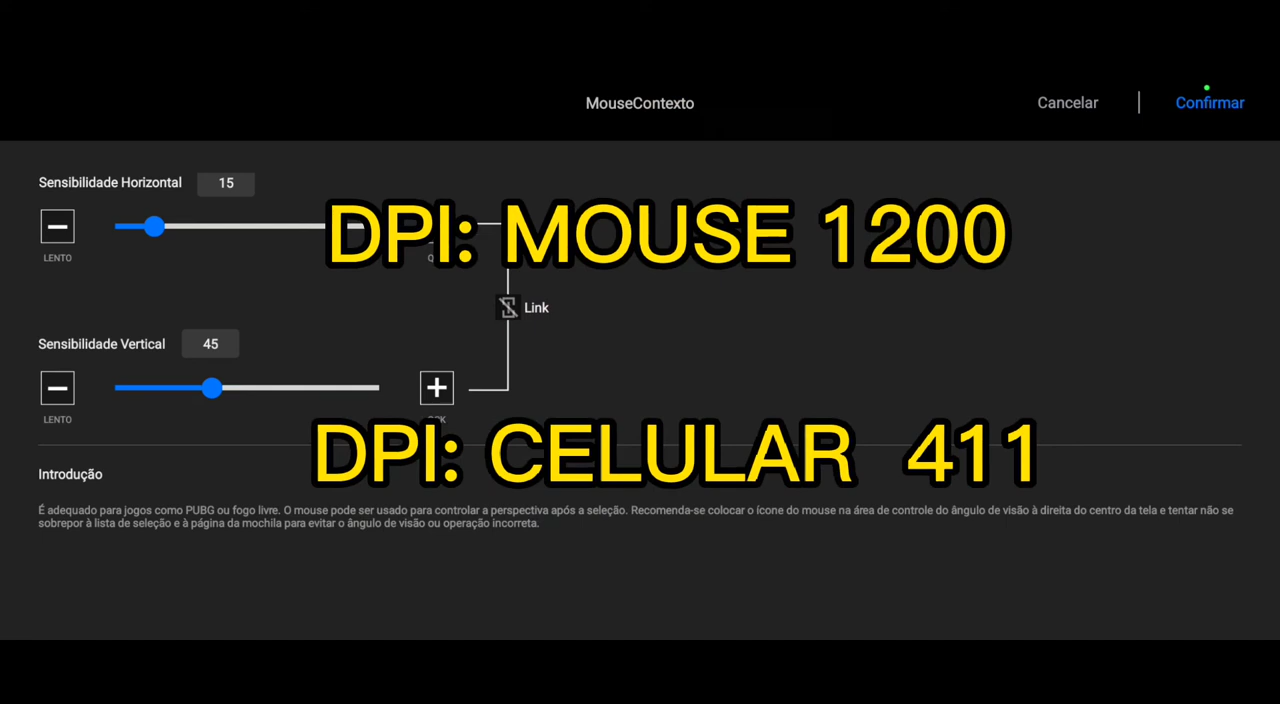 MouseContexto
Cancelar
Confirmar
Sensibilidade Horizontal 15
DPI: MOUSE 1200
LENTO
Link
Sensibilidade Vertical 45
LENTO
DPI: CELULAR 411
Introdução
É adequado para jogos como PUBG ou fogo livre. O mouse pode ser usado para controlar a perspectiva após a seleção. Recomenda-se colocar o ícone do mouse na área de controle do ângulo de visão à direita do centro da tela e tentar não se
sobrepor à lista de seleção e à página da mochila para evitar o ângulo de visão ou operação incorreta.